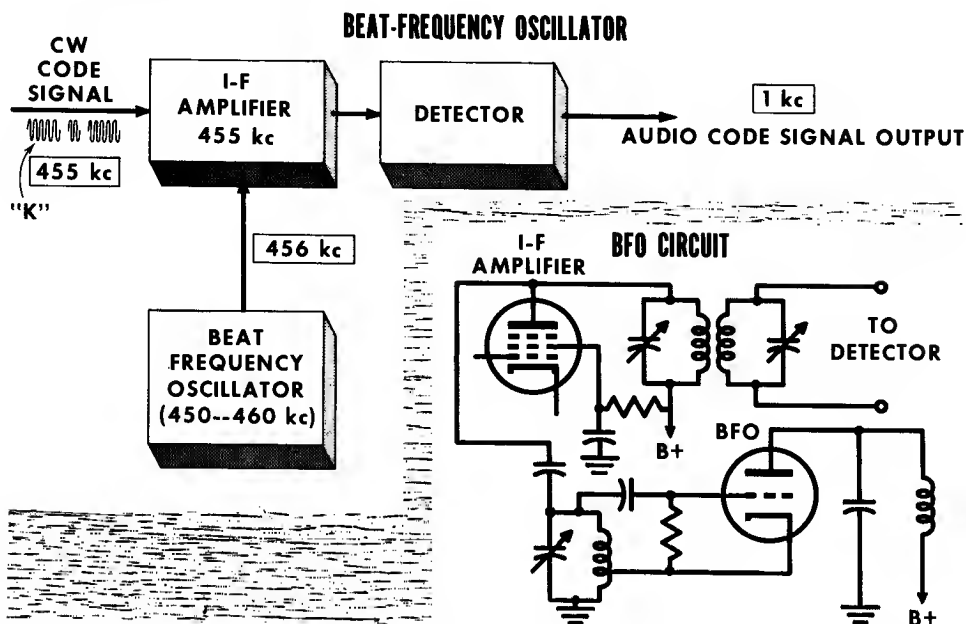 BEAT-FREQUENCY OSCILLATOR
CW
CODE
SIGNAL
455 kc
"K"
I-F
AMPLIFIER
455 kc
DETECTOR
1 kc
AUDIO CODE SIGNAL OUTPUT
456 kc
BEAT
FREQUENCY
OSCILLATOR
(450--460 kc)
BFO CIRCUIT
I-F
AMPLIFIER
TO
DETECTOR
B+
BFO
B+